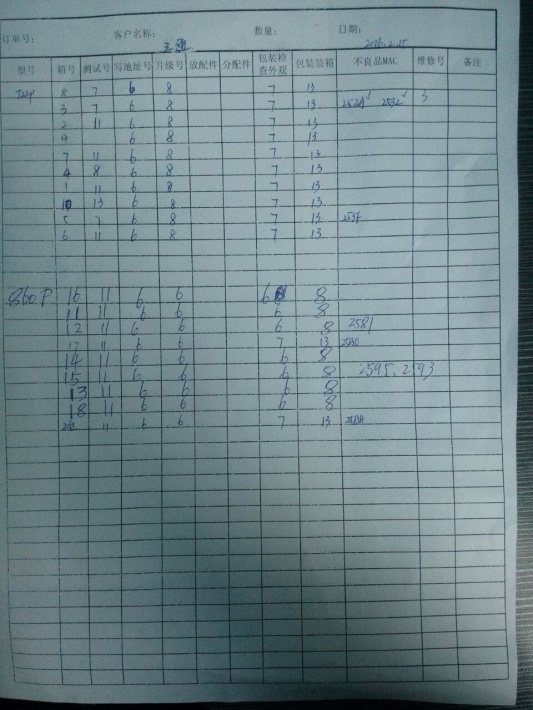 订单号： 客户名称： 数量： 日期： 2016.2.25
型号 箱号 测试号 写地址号 升级号 放配件 分配件 包装检查外观 包装装箱 不良品MAC 维修号 备注
8 7 6 8 7 13
3 7 6 8 7 13 2532 3
2 11 6 8 7 13
9 6 8 7 13
7 11 6 8 7 13
4 8 6 8 7 13
1 11 6 8 7 13
10 13 6 8 7 13
5 7 6 8 7 13
6 11 6 8 7 13
860P 16 11 6 6 6 8
11 11 6 6 6 8
12 11 6 6 6 8 2581
17 11 6 6 7 13
14 11 6 6 6 8
15 11 6 6 6 8 2595、2593
13 11 6 6 6 8
18 11 6 6 6 8
11 6 6 7 13